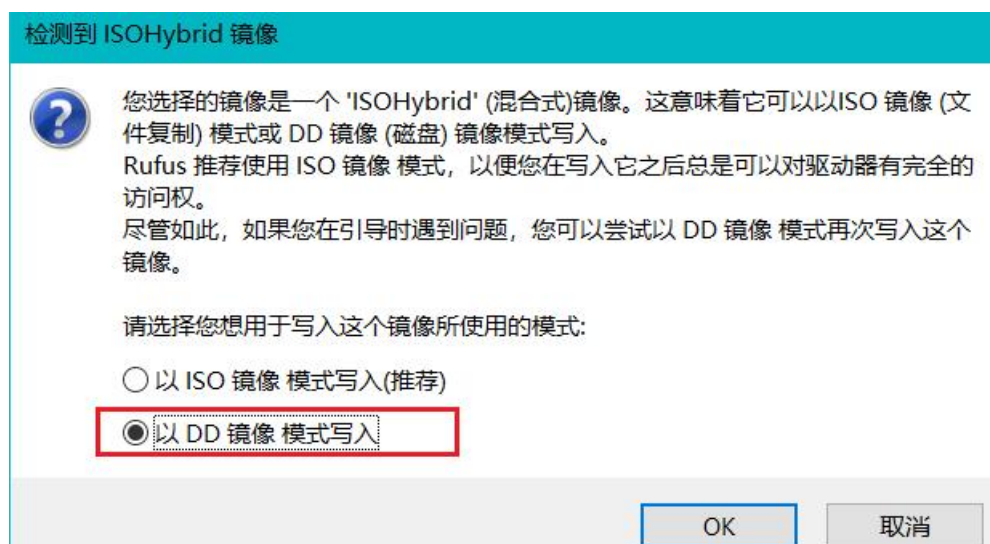 检测到 ISOHybrid 镜像
您选择的镜像是一个 'ISOHybrid' (混合式)镜像。这意味着它可以以ISO 镜像 (文
件复制) 模式或 DD 镜像 (磁盘) 镜像模式写入。
Rufus 推荐使用 ISO 镜像 模式，以便您在写入它之后总是可以对驱动器有完全的
访问权。
尽管如此，如果您在引导时遇到问题，您可以尝试以 DD 镜像 模式再次写入这个
镜像。
请选择您想用于写入这个镜像所使用的模式:
以 ISO 镜像 模式写入(推荐)
以 DD 镜像 模式写入
OK
取消